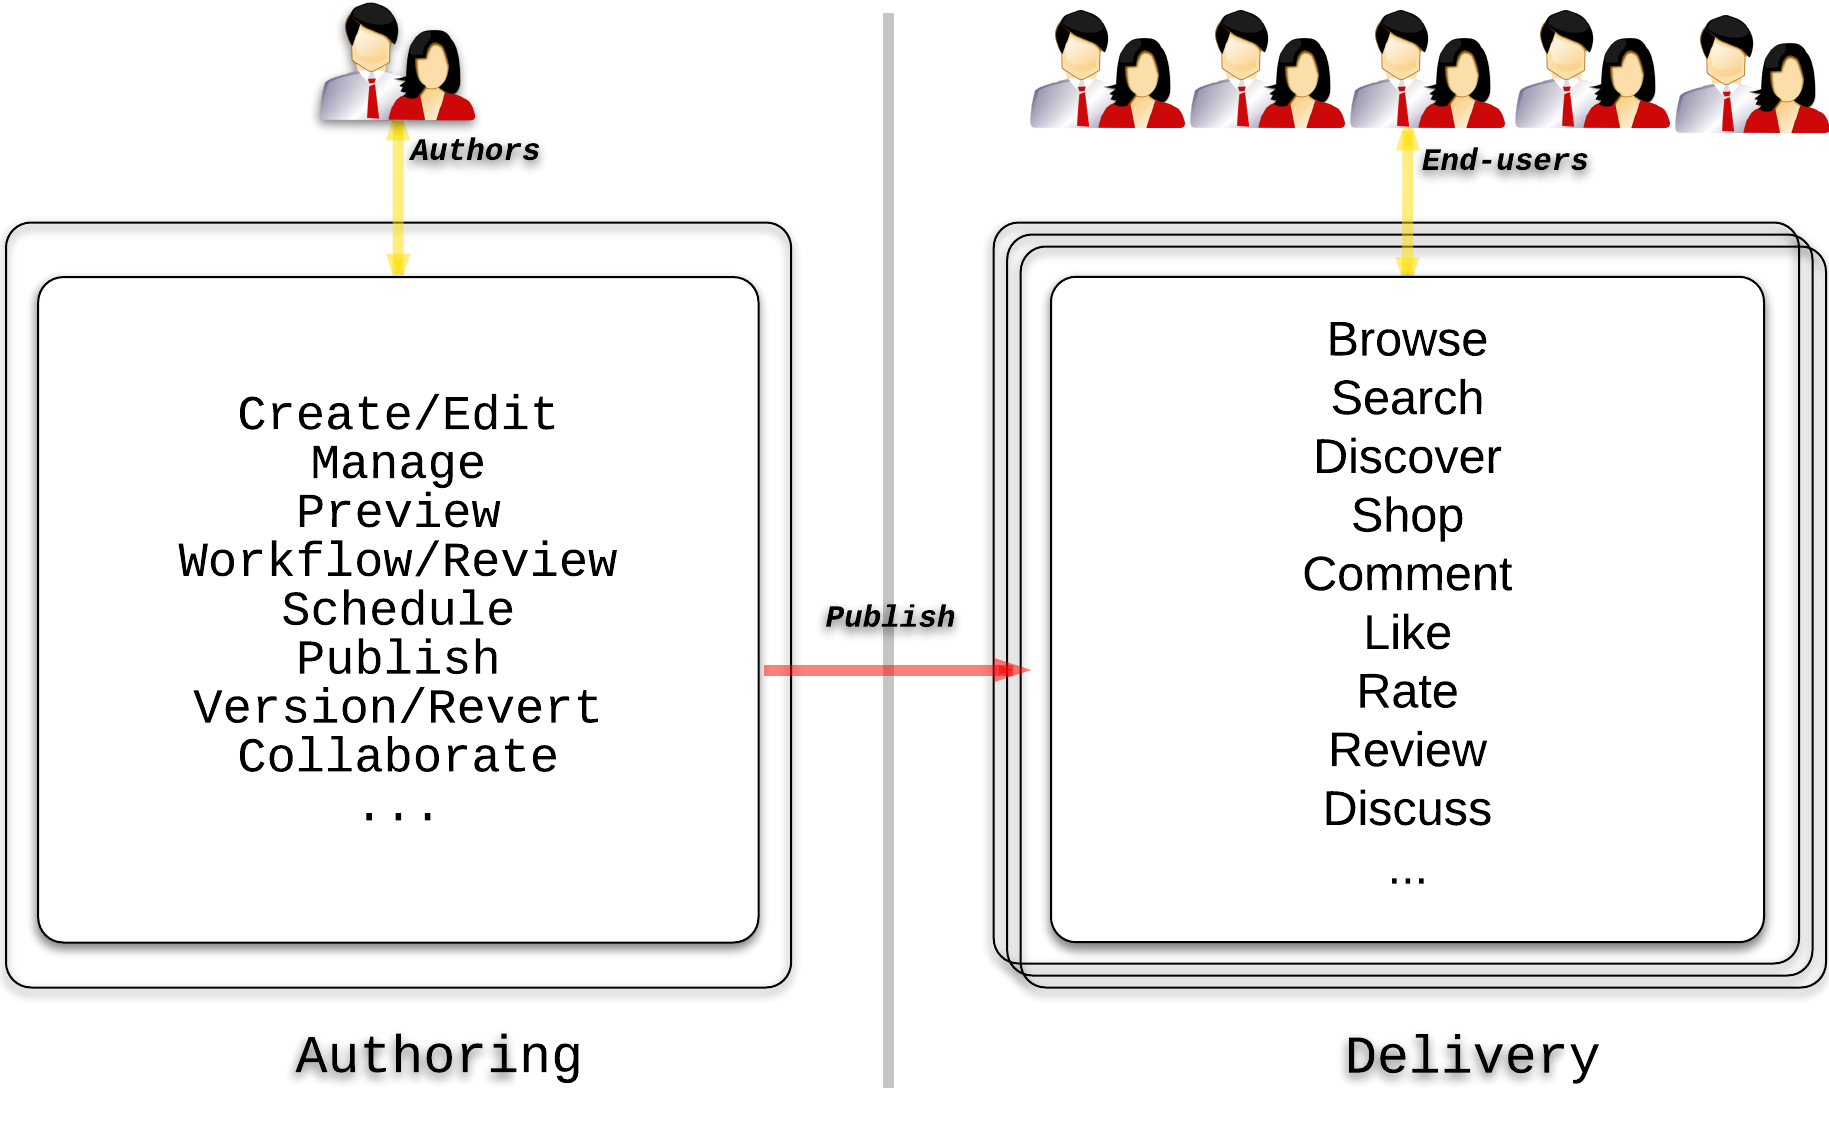 Authors
End-users
Create/Edit
Manage
Preview
Workflow/Review
Schedule
Publish
Version/Revert
Collaborate
...
Publish
Browse
Search
Discover
Shop
Comment
Like
Rate
Review
Discuss
...
Authoring
Delivery